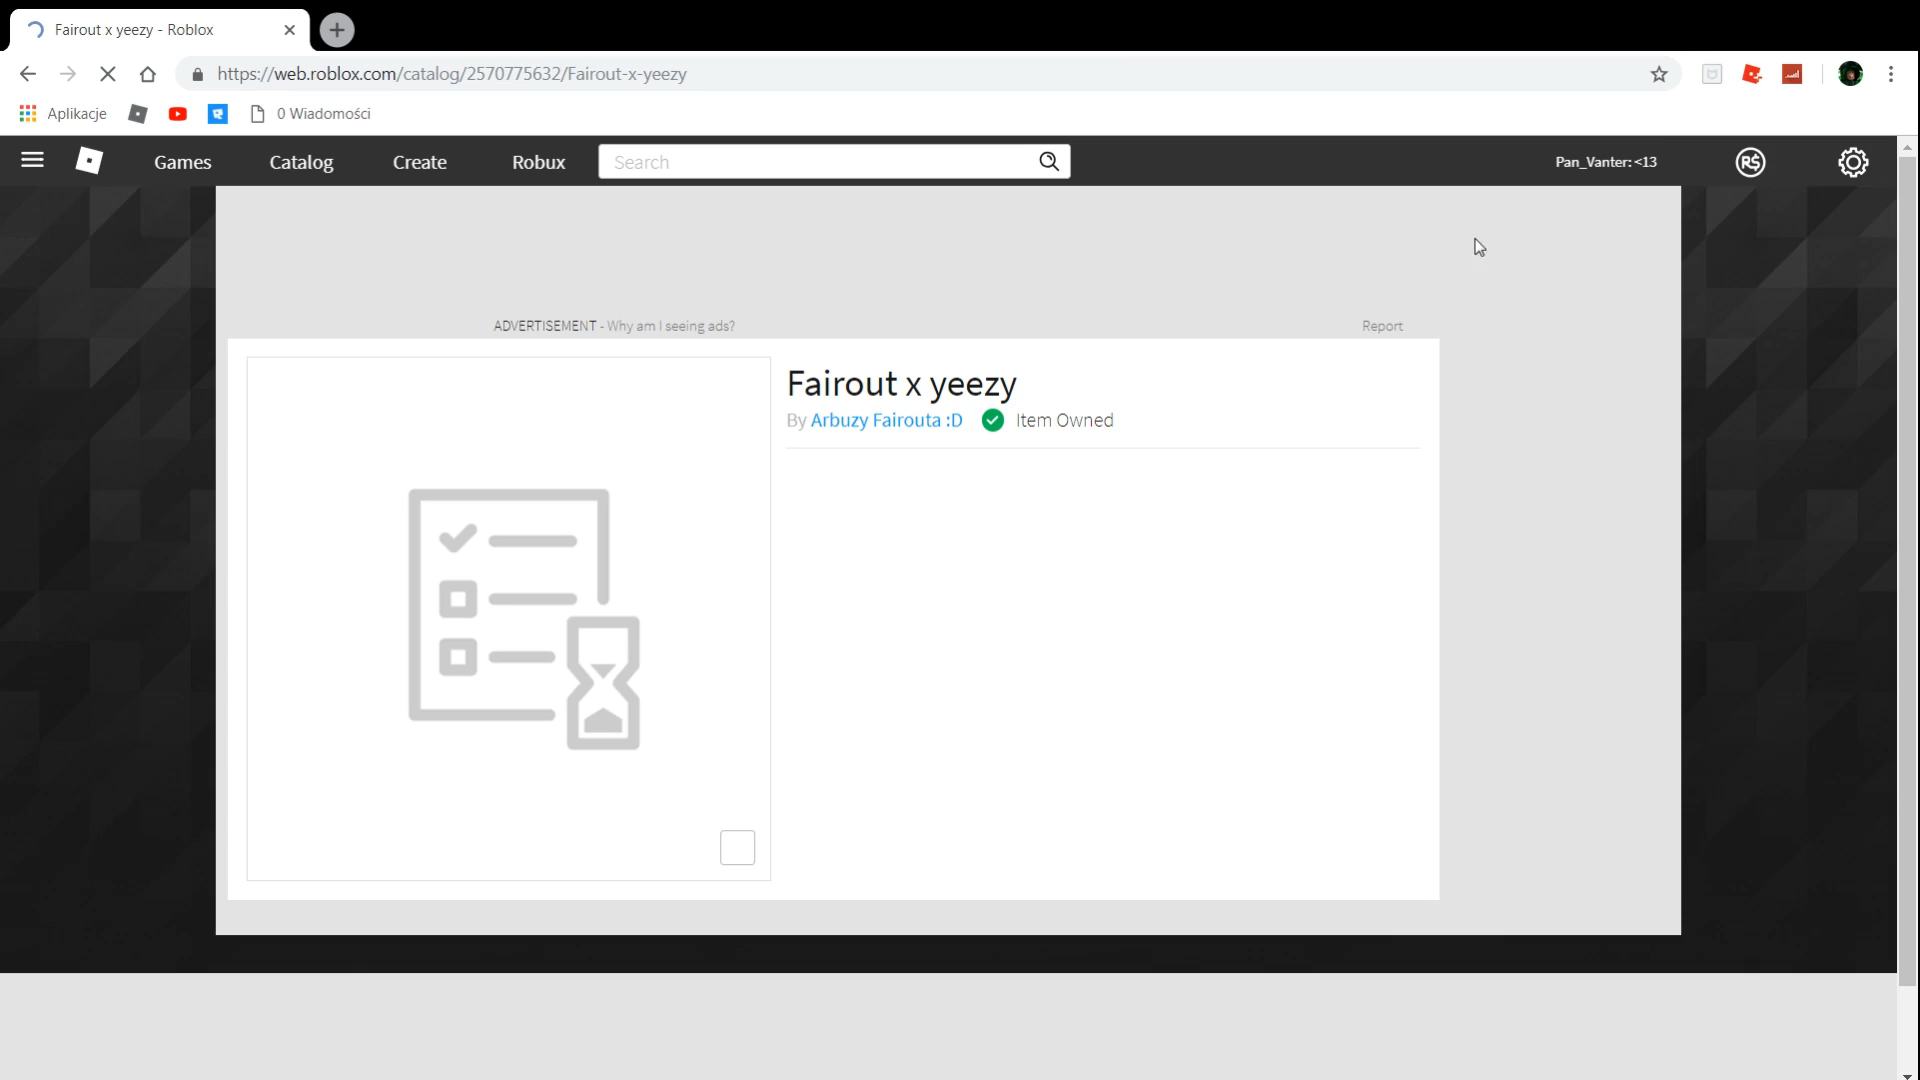 Fairout x yeezy - Roblox
https://web.roblox.com/catalog/2570775632/Fairout-x-yeezy
Aplikacje
0 Wiadomości
Games
Catalog
Create
Robux
Search
Pan_Vanter: <13
R$
ADVERTISEMENT - Why am I seeing ads?
Report
Fairout x yeezy
By Arbuzy Fairouta :D
Item Owned